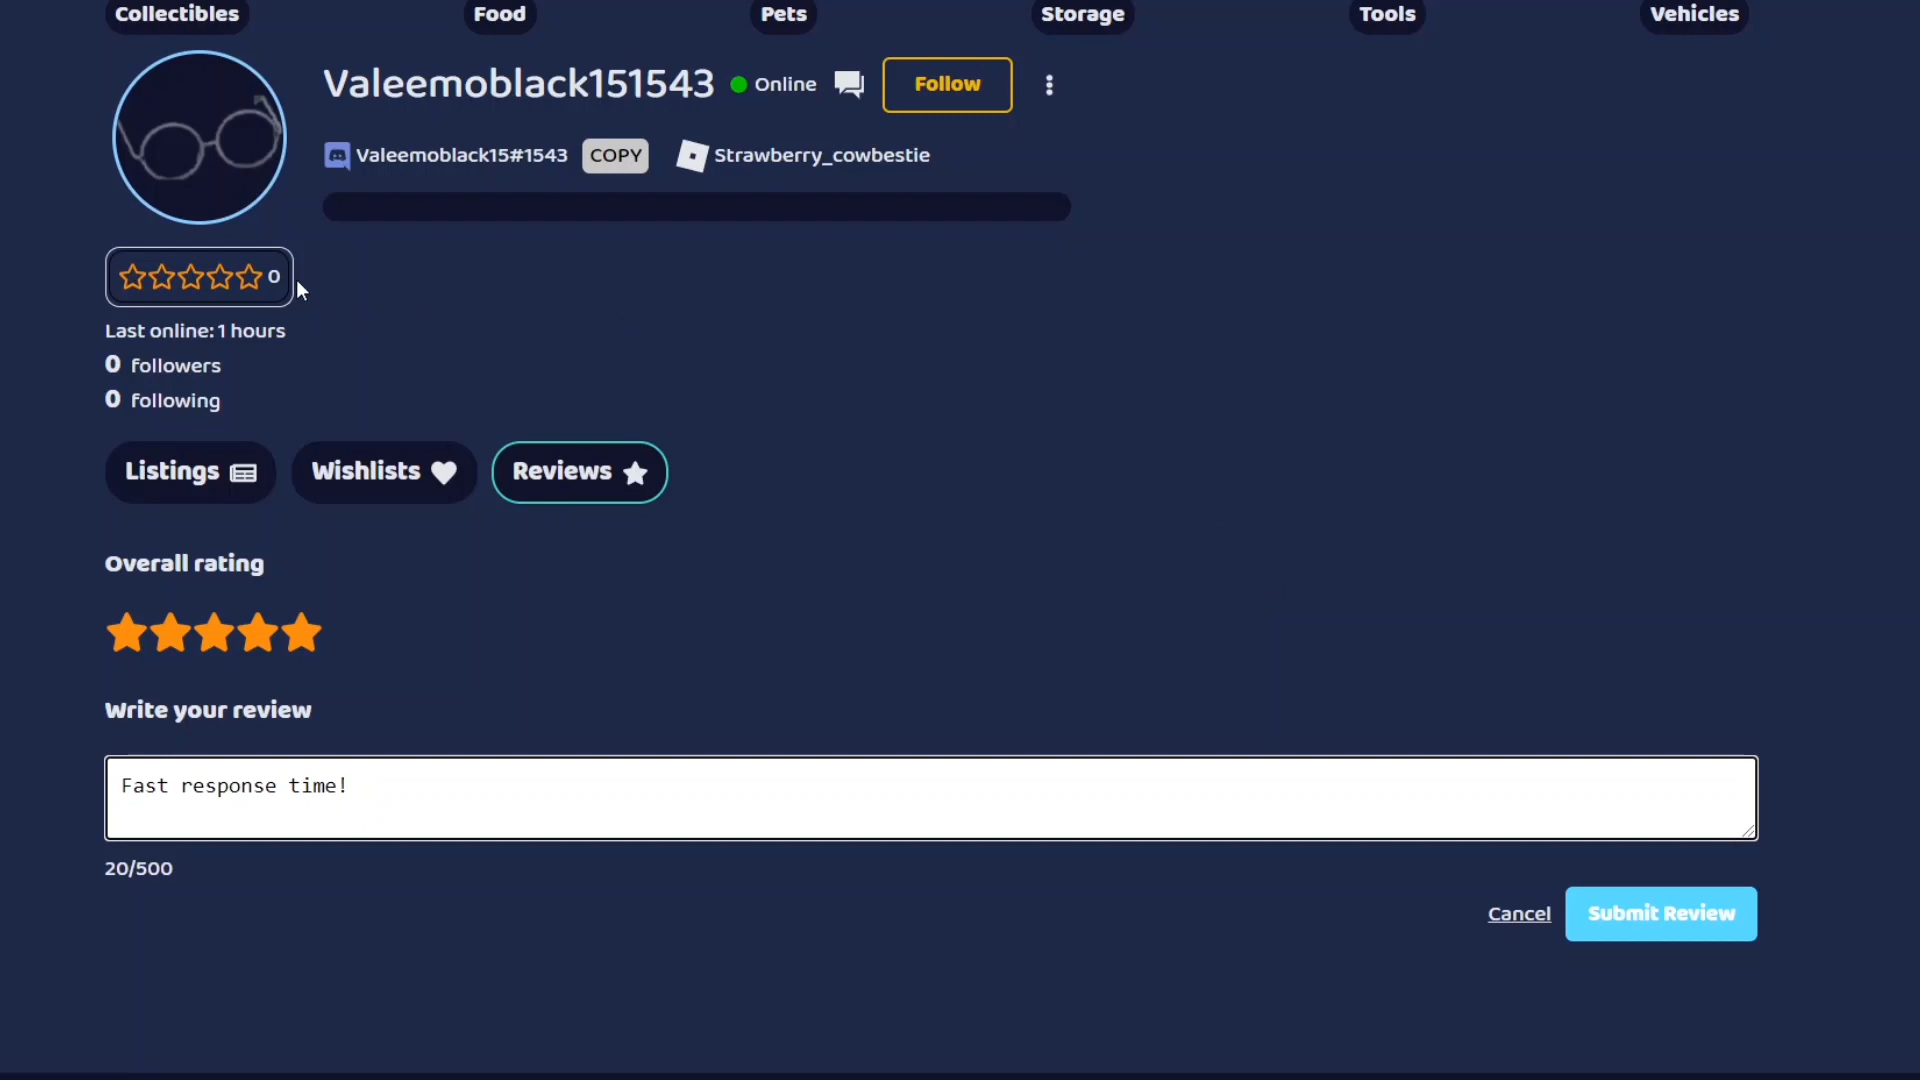 Collectibles Food Pets Storage Tools Vehicles
Valeemoblack151543 Online Follow
Valeemoblack15#1543 COPY Strawberry_cowbestie
0
Last online: 1 hours
0 followers
0 following
Listings Wishlists Reviews
Overall rating
Write your review
Fast response time!
20/500
Cancel Submit Review